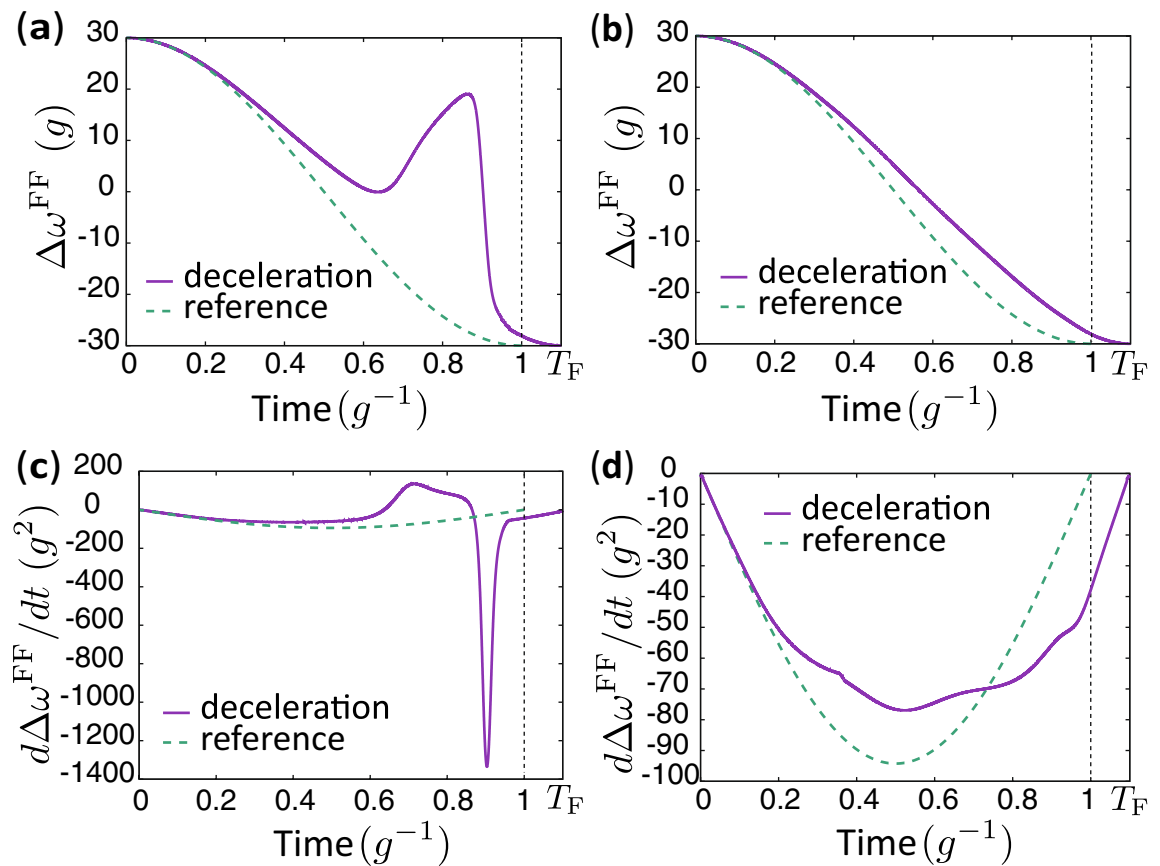 (a)
30
20
10
0
-10
-20
-30
Δω^FF (g)
deceleration
reference
0 0.2 0.4 0.6 0.8 1 T_F
Time (g⁻¹)
(b)
30
20
10
0
-10
-20
30
Δω^FF (g)
deceleration
reference
0 0.2 0.4 0.6 0.8 1 T_F
Time (g⁻¹)
(c)
200
0
-200
-400
-600
-800
-1000
-1200
-1400
dΔω^FF/dt (g²)
deceleration
reference
0 0.2 0.4 0.6 0.8 1 T_F
Time (g⁻¹)
(d)
0
-10
-20
-30
-40
-50
-60
-70
-80
-90
-100
dΔω^FF/dt (g²)
deceleration
reference
0 0.2 0.4 0.6 0.8 1 T_F
Time (g⁻¹)